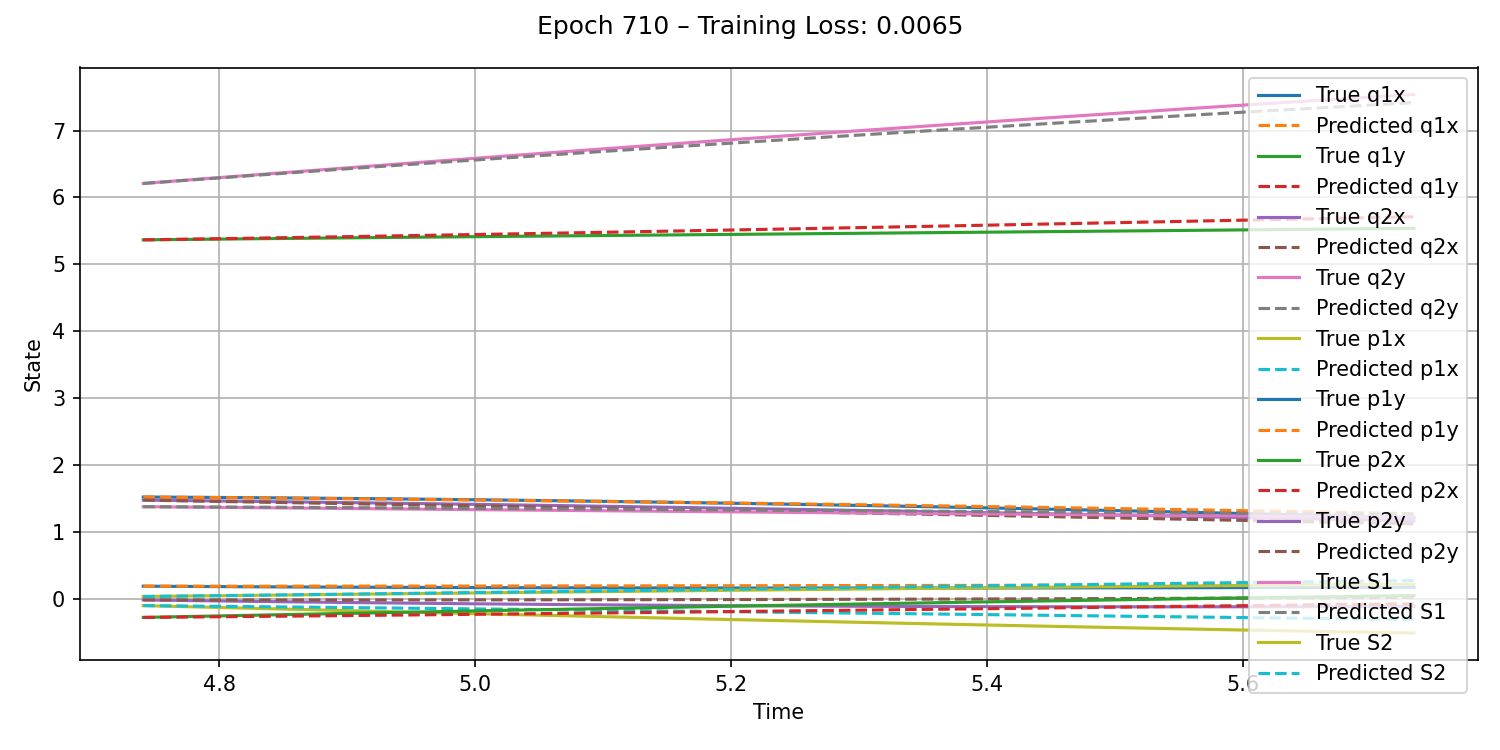 Epoch 710 – Training Loss: 0.0065
State
7
6
5
4
3
2
1
0
4.8
5.0
5.2
5.4
5.6
Time
True q1x
Predicted q1x
True q1y
Predicted q1y
True q2x
Predicted q2x
True q2y
Predicted q2y
True p1x
Predicted p1x
True p1y
Predicted p1y
True p2x
Predicted p2x
True p2y
Predicted p2y
True S1
Predicted S1
True S2
Predicted S2